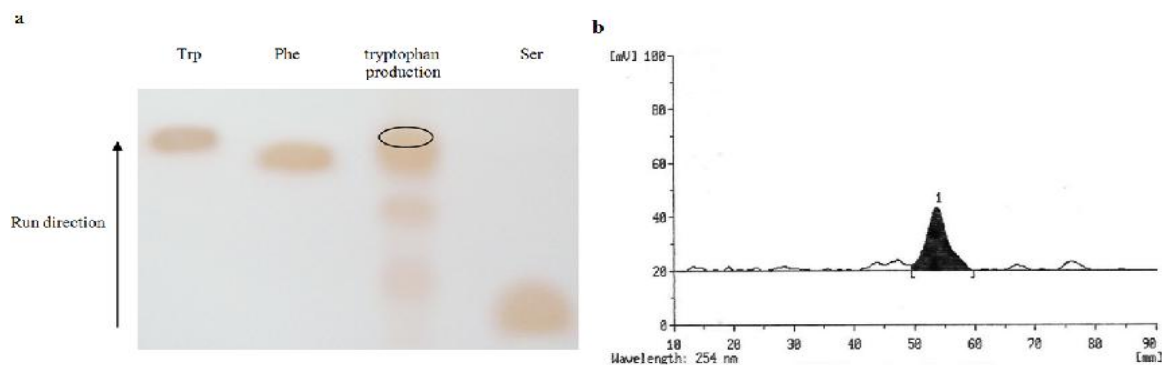 a
Trp Phe tryptophan production Ser
Run direction
b
[mV] 100
80
60
40
20
0
1
10 20 30 40 50 60 70 80 90
Wavelength: 254 nm [mm]